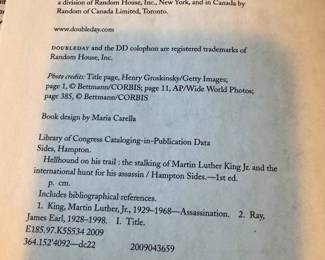 a division of Random House, Inc., New York, and in Canada by
Random of Canada Limited, Toronto.
www.doubleday.com
DOUBLEDAY and the DD colophon are registered trademarks of
Random House, Inc.
Photo credits: Title page, Henry Groskinsky/Getty Images;
page 1, © Bettmann/CORBIS; page 11, AP/Wide World Photos;
page 385, © Bettmann/CORBIS
Book design by Maria Carella
Library of Congress Cataloging-in-Publication Data
Sides, Hampton.
Hellhound on his trail : the stalking of Martin Luther King Jr. and the
international hunt for his assassin / Hampton Sides.—1st ed.
p. cm.
Includes bibliographical references.
1. King, Martin Luther, Jr., 1929–1968—Assassination. 2. Ray,
James Earl, 1928–1998. I. Title.
E185.97.K5S534 2009
364.152'4092—dc22 2009043659